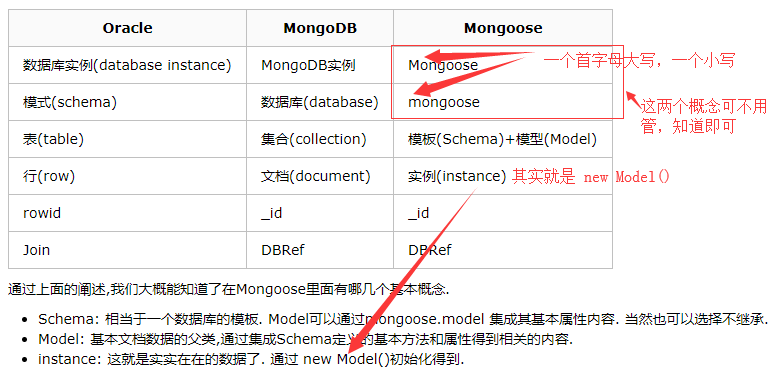 Oracle MongoDB Mongoose
数据库实例(database instance) MongoDB实例 Mongoose 一个首字母大写，一个小写
模式(schema) 数据库(database) mongoose 这两个概念可不用
管，知道即可
表(table) 集合(collection) 模板(Schema)+模型(Model)
行(row) 文档(document) 实例(instance) 其实就是 new Model()
rowid _id _id
Join DBRef DBRef
通过上面的阐述,我们大概能知道了在Mongoose里面有哪几个基本概念.
• Schema: 相当于一个数据库的模板. Model可以通过mongoose.model 集成其基本属性内容. 当然也可以选择不继承.
• Model: 基本文档数据的父类,通过集成Schema定义的基本方法和属性得到相关的内容.
• instance: 这就是实实在在的数据了. 通过 new Model()初始化得到.